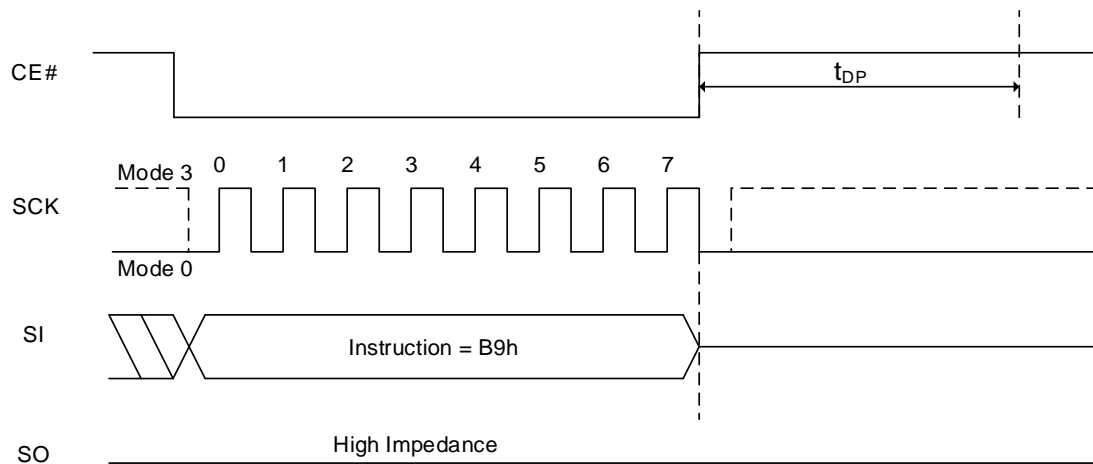 CE#
tDP
Mode 3
0 1 2 3 4 5 6 7
SCK
Mode 0
SI
Instruction = B9h
High Impedance
SO